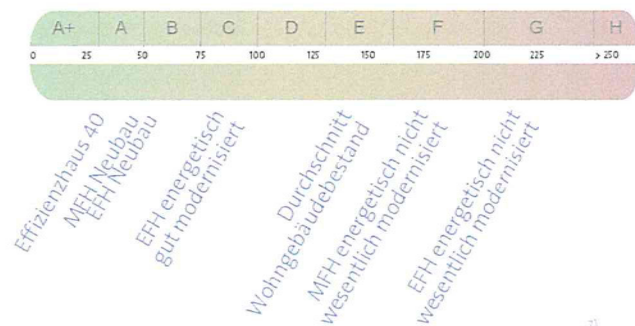 A+ A B C D E F G H
0 25 50 75 100 125 150 175 200 225 > 250
Effizienzhaus 40
MFH Neubau
EFH Neubau
EFH energetisch
gut modernisiert
Durchschnitt
Wohngebäudebestand
MFH energetisch nicht
wesentlich modernisiert
EFH energetisch nicht
wesentlich modernisiert